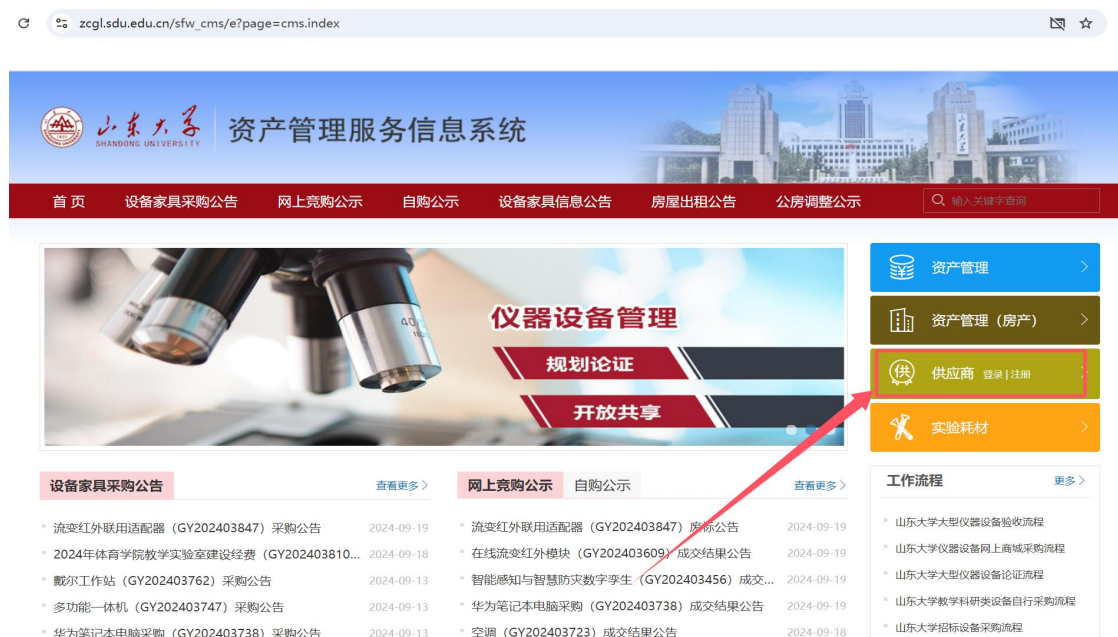 zcgl.sdu.edu.cn/sfw_cms/e?page=cms.index
山东大学
SHANDONG UNIVERSITY
资产管理服务信息系统
首页 设备家具采购公告 网上竞购公示 自购公示 设备家具信息公告 房屋出租公告 公房调整公示 输入关键字查询
仪器设备管理
规划论证
开放共享
资产管理
资产管理（房产）
供应商 登录 | 注册
实验耗材
设备家具采购公告 查看更多
流变红外联用适配器（GY202403847）采购公告 2024-09-19
2024年体育学院教学实验室建设经费（GY202403810... 2024-09-18
戴尔工作站（GY202403762）采购公告 2024-09-13
多功能一体机（GY202403747）采购公告 2024-09-13
华为笔记本电脑采购（GY202403738）采购公告 2024-09-13
网上竞购公示 自购公示 查看更多
流变红外联用适配器（GY202403847）废标公告 2024-09-19
在线流变红外模块（GY202403609）成交结果公告 2024-09-19
智能感知与智慧防灾数字孪生（GY202403456）成交... 2024-09-19
华为笔记本电脑采购（GY202403738）成交结果公告 2024-09-19
空调（GY202403723）成交结果公告 2024-09-18
工作流程 更多
山东大学大型仪器设备验收流程
山东大学仪器设备网上商城采购流程
山东大学大型仪器设备论证流程
山东大学教学科研类设备自行采购流程
山东大学招标设备采购流程